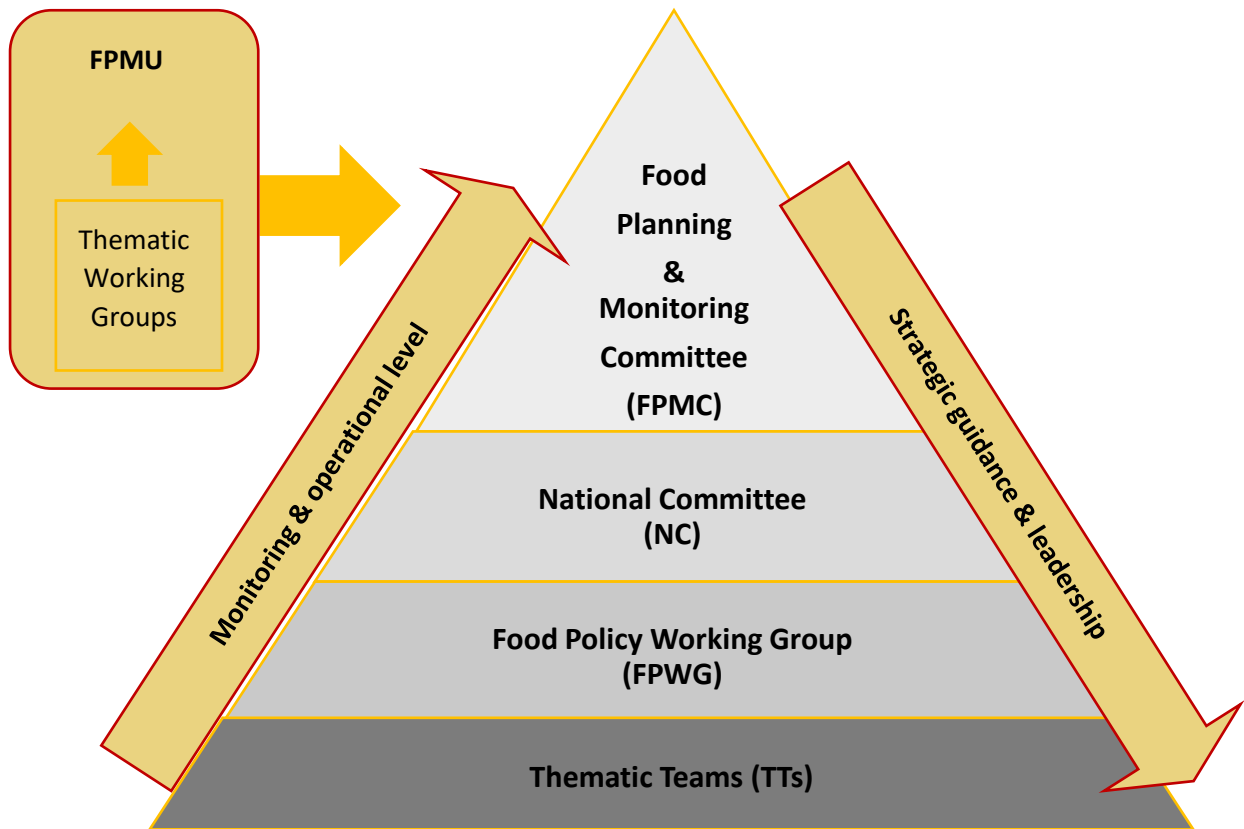 FPMU
Thematic
Working
Groups
Monitoring & operational level
Food
Planning
&
Monitoring
Committee
(FPMC)
National Committee
(NC)
Food Policy Working Group
(FPWG)
Thematic Teams (TTs)
Strategic guidance & leadership